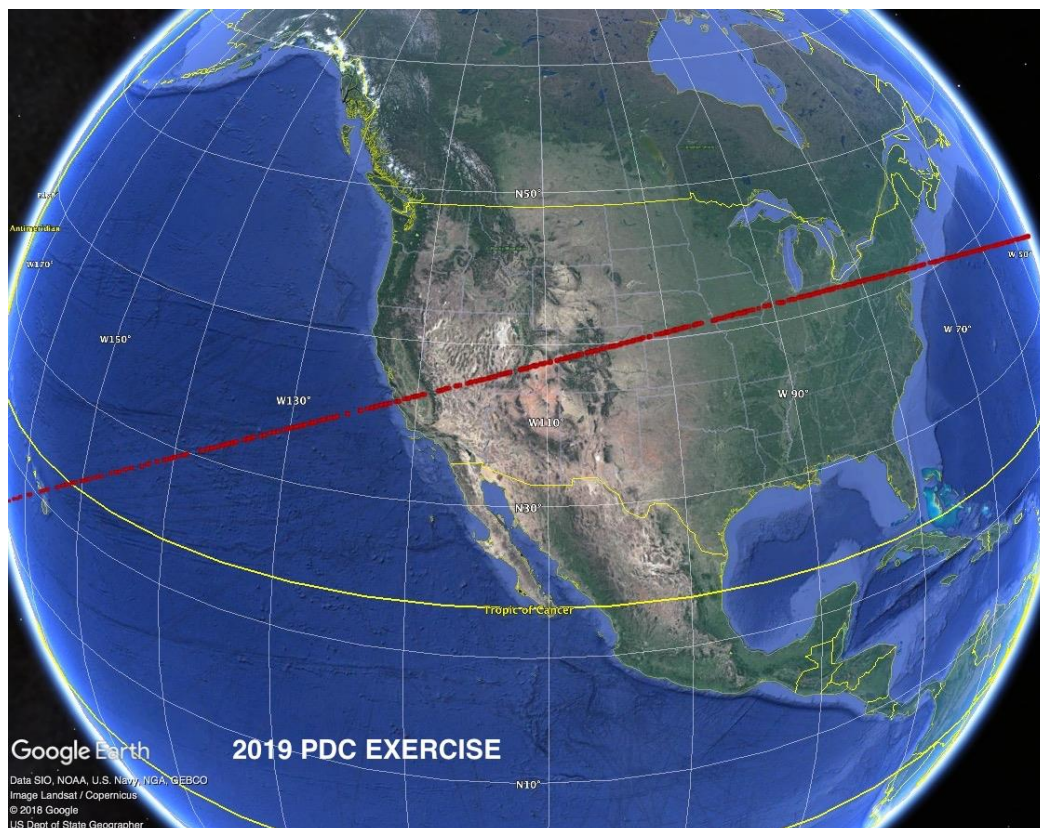 N50°
Antimeridian
W170°
W 50°
W150°
W 70°
W130°
W 90°
W110
N30°
Tropic of Cancer
Google Earth
2019 PDC EXERCISE
Data SIO, NOAA, U.S. Navy, NGA, GEBCO
Image Landsat / Copernicus
© 2018 Google
US Dept of State Geographer
N10°